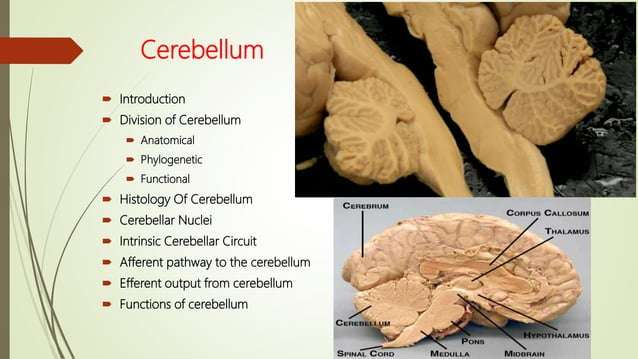 Cerebellum
Introduction
Division of Cerebellum
Anatomical
Phylogenetic
Functional
Histology Of Cerebellum
Cerebellar Nuclei
Intrinsic Cerebellar Circuit
Afferent pathway to the cerebellum
Efferent output from cerebellum
Functions of cerebellum
CEREBRUM
CORPUS CALLOSUM
THALAMUS
CEREBELLUM
HYPOTHALAMUS
PONS
SPINAL CORD
MEDULLA
MIDBRAIN